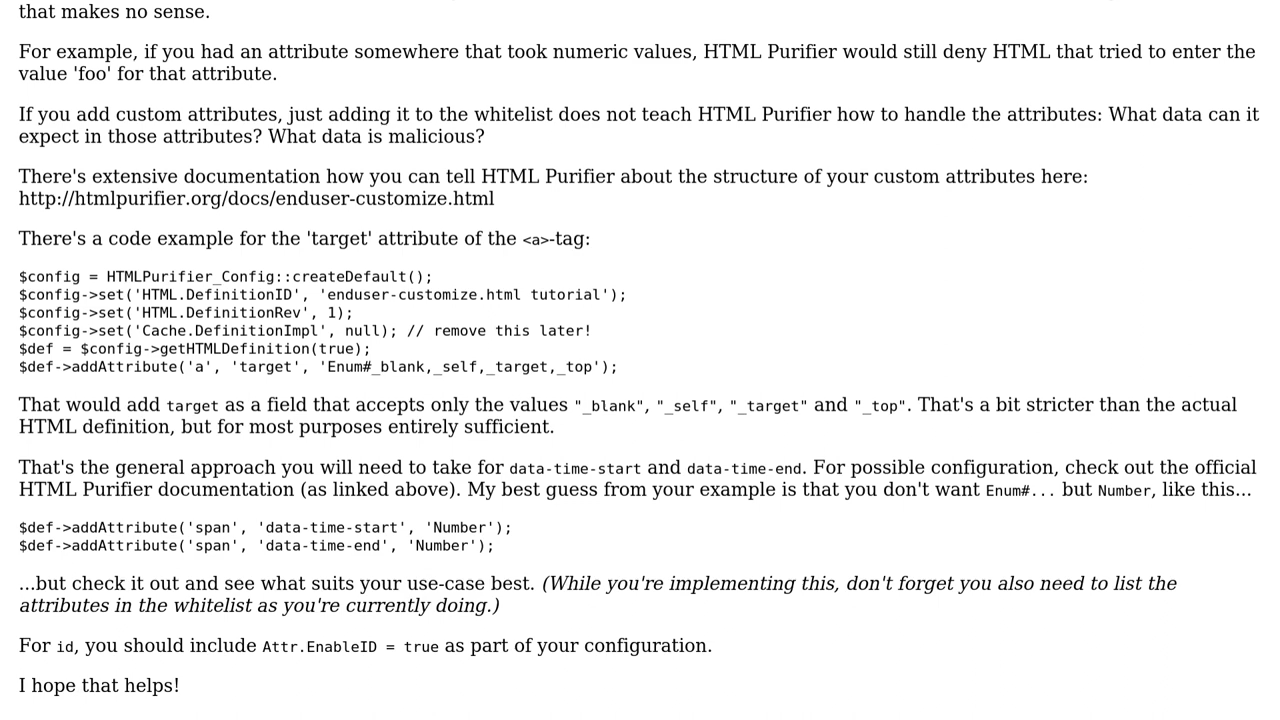 that makes no sense.
For example, if you had an attribute somewhere that took numeric values, HTML Purifier would still deny HTML that tried to enter the
value 'foo' for that attribute.
If you add custom attributes, just adding it to the whitelist does not teach HTML Purifier how to handle the attributes: What data can it
expect in those attributes? What data is malicious?
There's extensive documentation how you can tell HTML Purifier about the structure of your custom attributes here:
http://htmlpurifier.org/docs/enduser-customize.html
There's a code example for the 'target' attribute of the <a>-tag:
$config = HTMLPurifier_Config::createDefault();
$config->set('HTML.DefinitionID', 'enduser-customize.html tutorial');
$config->set('HTML.DefinitionRev', 1);
$config->set('Cache.DefinitionImpl', null); // remove this later!
$def = $config->getHTMLDefinition(true);
$def->addAttribute('a', 'target', 'Enum#_blank,_self,_target,_top');
That would add target as a field that accepts only the values "_blank", "_self", "_target" and "_top". That's a bit stricter than the actual
HTML definition, but for most purposes entirely sufficient.
That's the general approach you will need to take for data-time-start and data-time-end. For possible configuration, check out the official
HTML Purifier documentation (as linked above). My best guess from your example is that you don't want Enum#... but Number, like this...
$def->addAttribute('span', 'data-time-start', 'Number');
$def->addAttribute('span', 'data-time-end', 'Number');
...but check it out and see what suits your use-case best. (While you're implementing this, don't forget you also need to list the
attributes in the whitelist as you're currently doing.)
For id, you should include Attr.EnableID = true as part of your configuration.
I hope that helps!